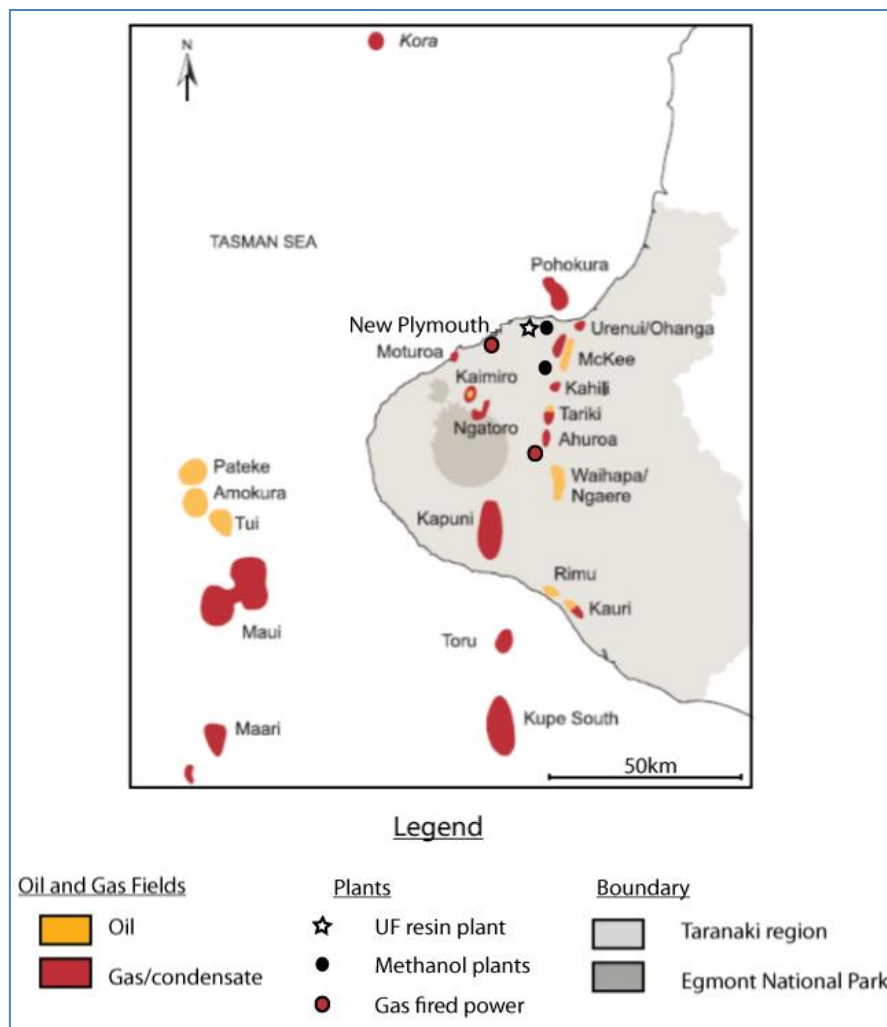 Kora
N
TASMAN SEA
Pohokura
New Plymouth
Urenui/Ohanga
Moturoa
McKee
Kaimiro
Kahili
Ngatoro
Tariki
Ahuroa
Pateke
Waihapa/
Ngaere
Amokura
Kapuni
Tui
Rimu
Kauri
Maui
Toru
Maari
Kupe South
50km
Legend
Oil and Gas Fields
Oil
Gas/condensate
Plants
UF resin plant
Methanol plants
Gas fired power
Boundary
Taranaki region
Egmont National Park